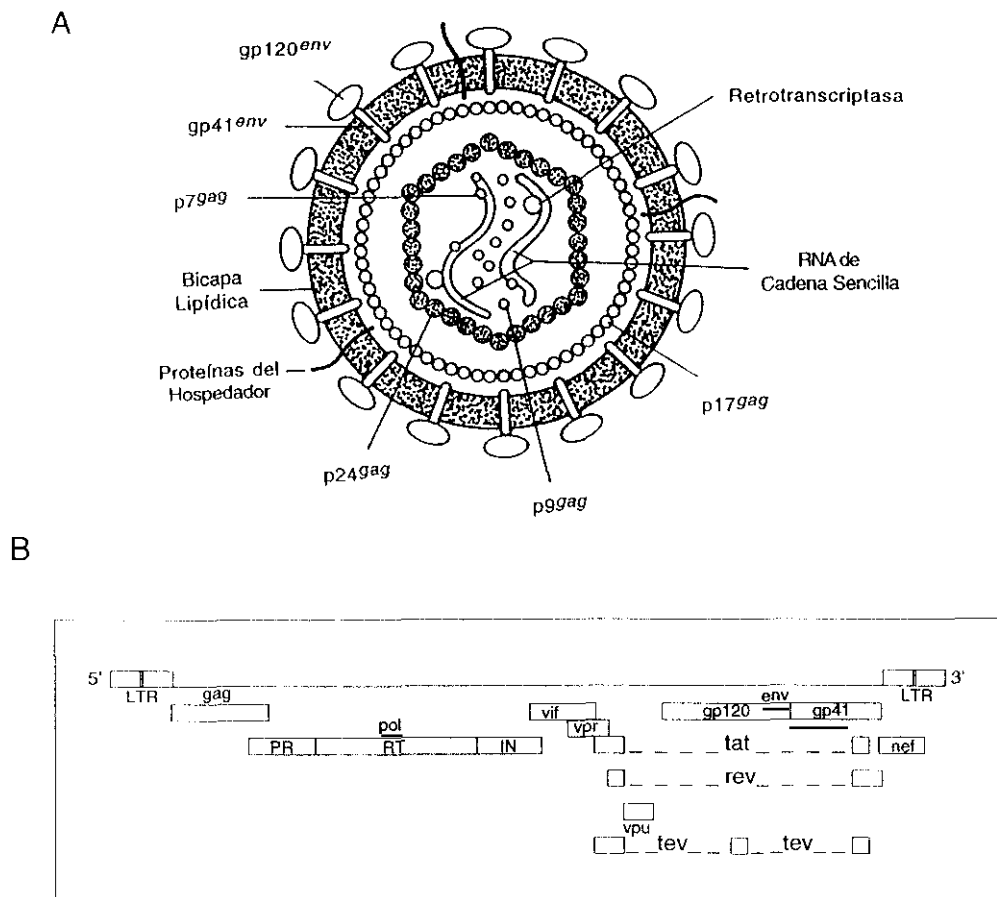 A
gp120env
gp41env
p7gag
Bicapa
Lipídica
Proteínas del
Hospedador
p24gag
p9gag
p17gag
RNA de
Cadena Sencilla
Retrotranscriptasa
B
5' 3'
LTR LTR
gag
env
vif gp120 gp41
vpr
pol
PR RT IN tat nef
rev
vpu
tev tev